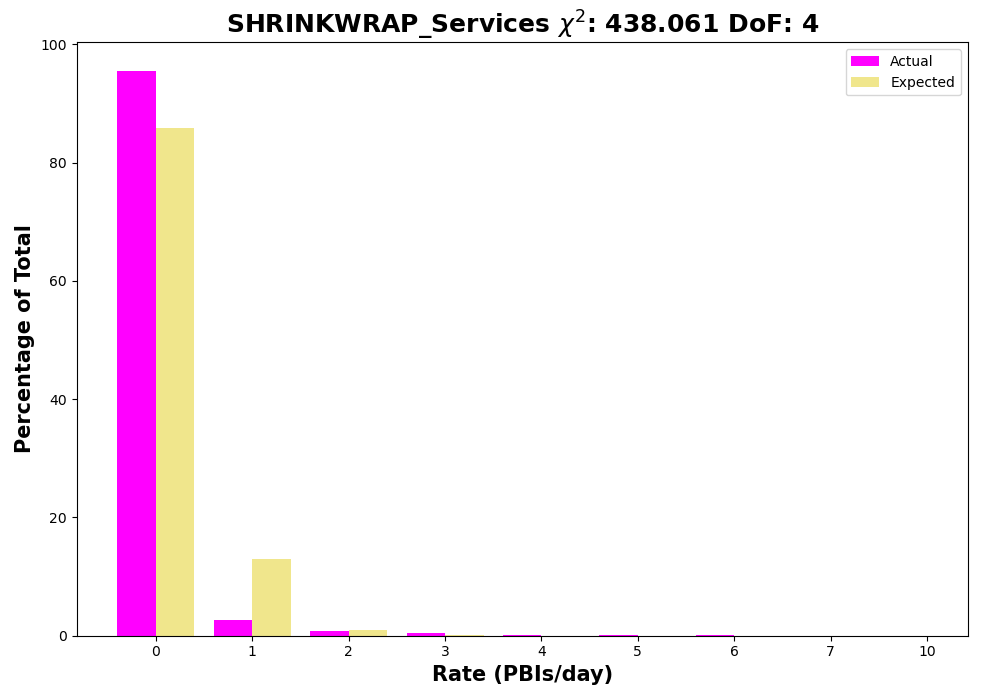 SHRINKWRAP_Services χ²: 438.061 DoF: 4
Actual
Expected
100
80
60
40
20
0
Percentage of Total
0 1 2 3 4 5 6 7 10
Rate (PBIs/day)